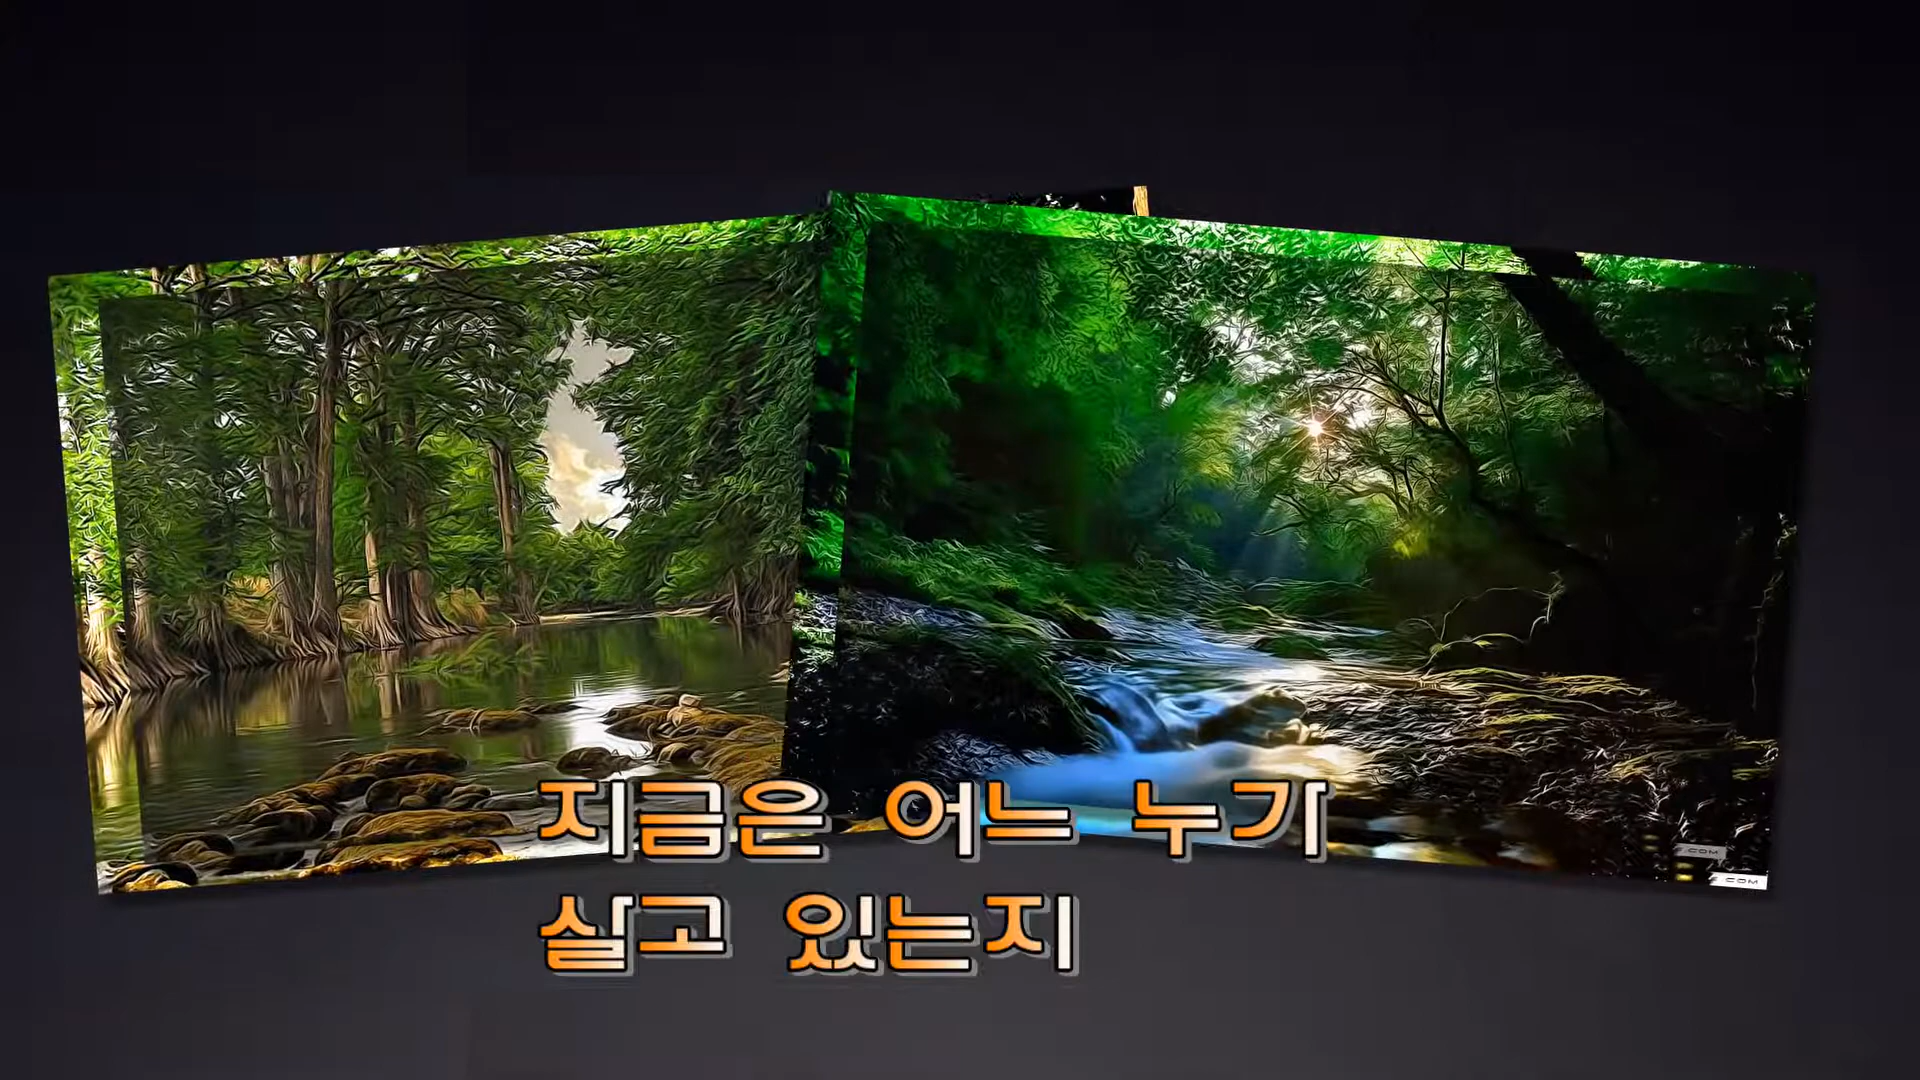 지금은 어느 누가
살고 있는지